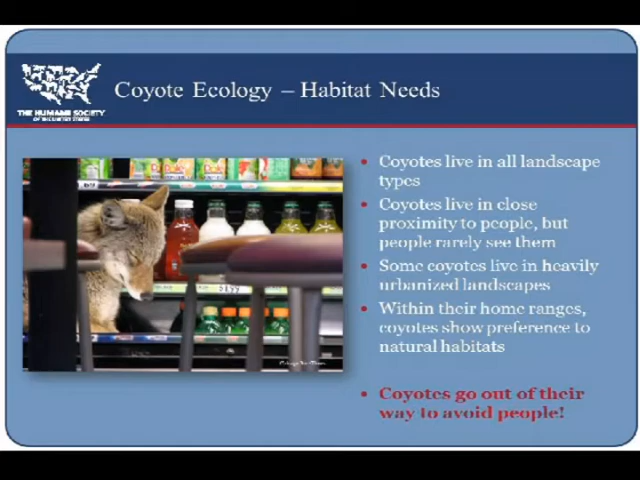 Coyote Ecology – Habitat Needs
THE HUMANE SOCIETY
OF THE UNITED STATES
• Coyotes live in all landscape
types
• Coyotes live in close
proximity to people, but
people rarely see them
• Some coyotes live in heavily
urbanized landscapes
• Within their home ranges,
coyotes show preference to
natural habitats
• Coyotes go out of their
way to avoid people!